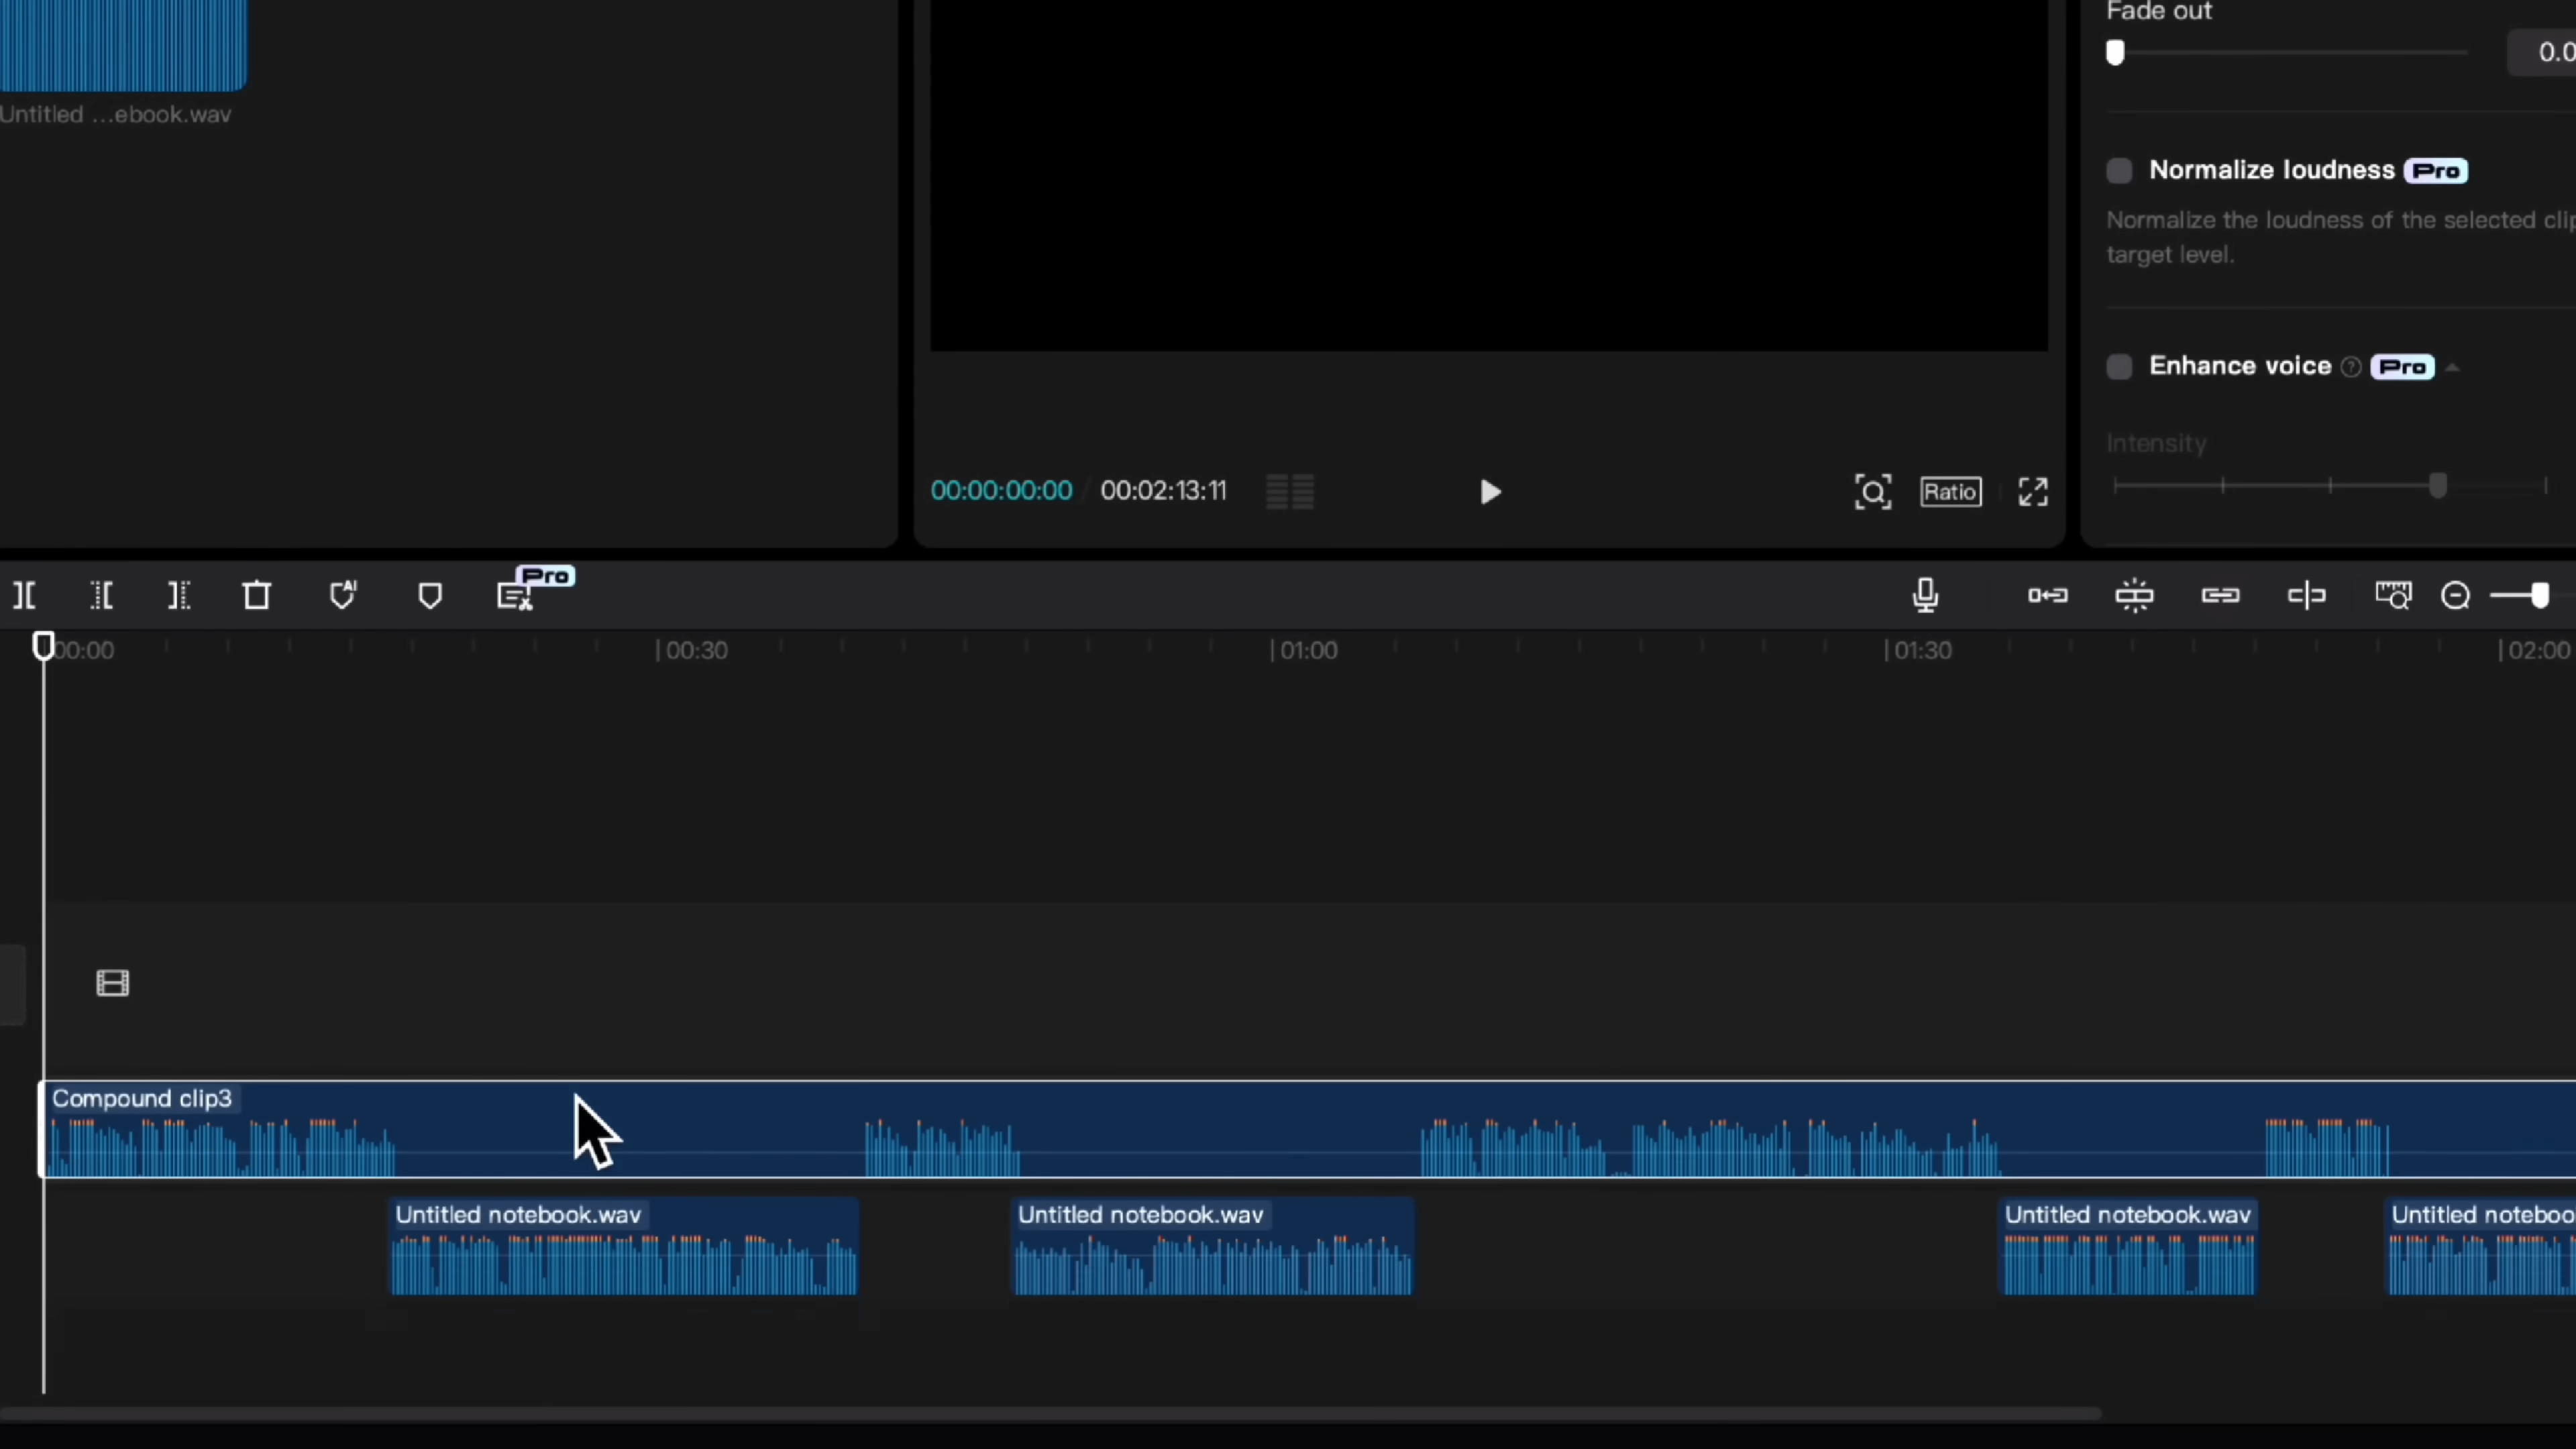 Fade out
0.0
Untitled ...ebook.wav
Normalize loudness Pro
Normalize the loudness of the selected clip
target level.
Enhance voice ? Pro
Intensity
00:00:00:00 / 00:02:13:11
Ratio
AI
Pro
00:00
00:30
01:00
01:30
02:00
Compound clip3
Untitled notebook.wav
Untitled notebook.wav
Untitled notebook.wav
Untitled noteboo